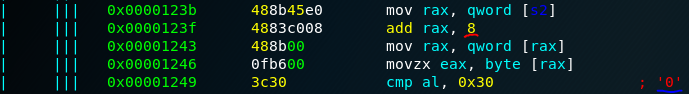 | ||| 0x0000123b 488b45e0 mov rax, qword [s2]
| ||| 0x0000123f 4883c008 add rax, 8
| ||| 0x00001243 488b00 mov rax, qword [rax]
| ||| 0x00001246 0fb600 movzx eax, byte [rax]
| ||| 0x00001249 3c30 cmp al, 0x30 ; '0'